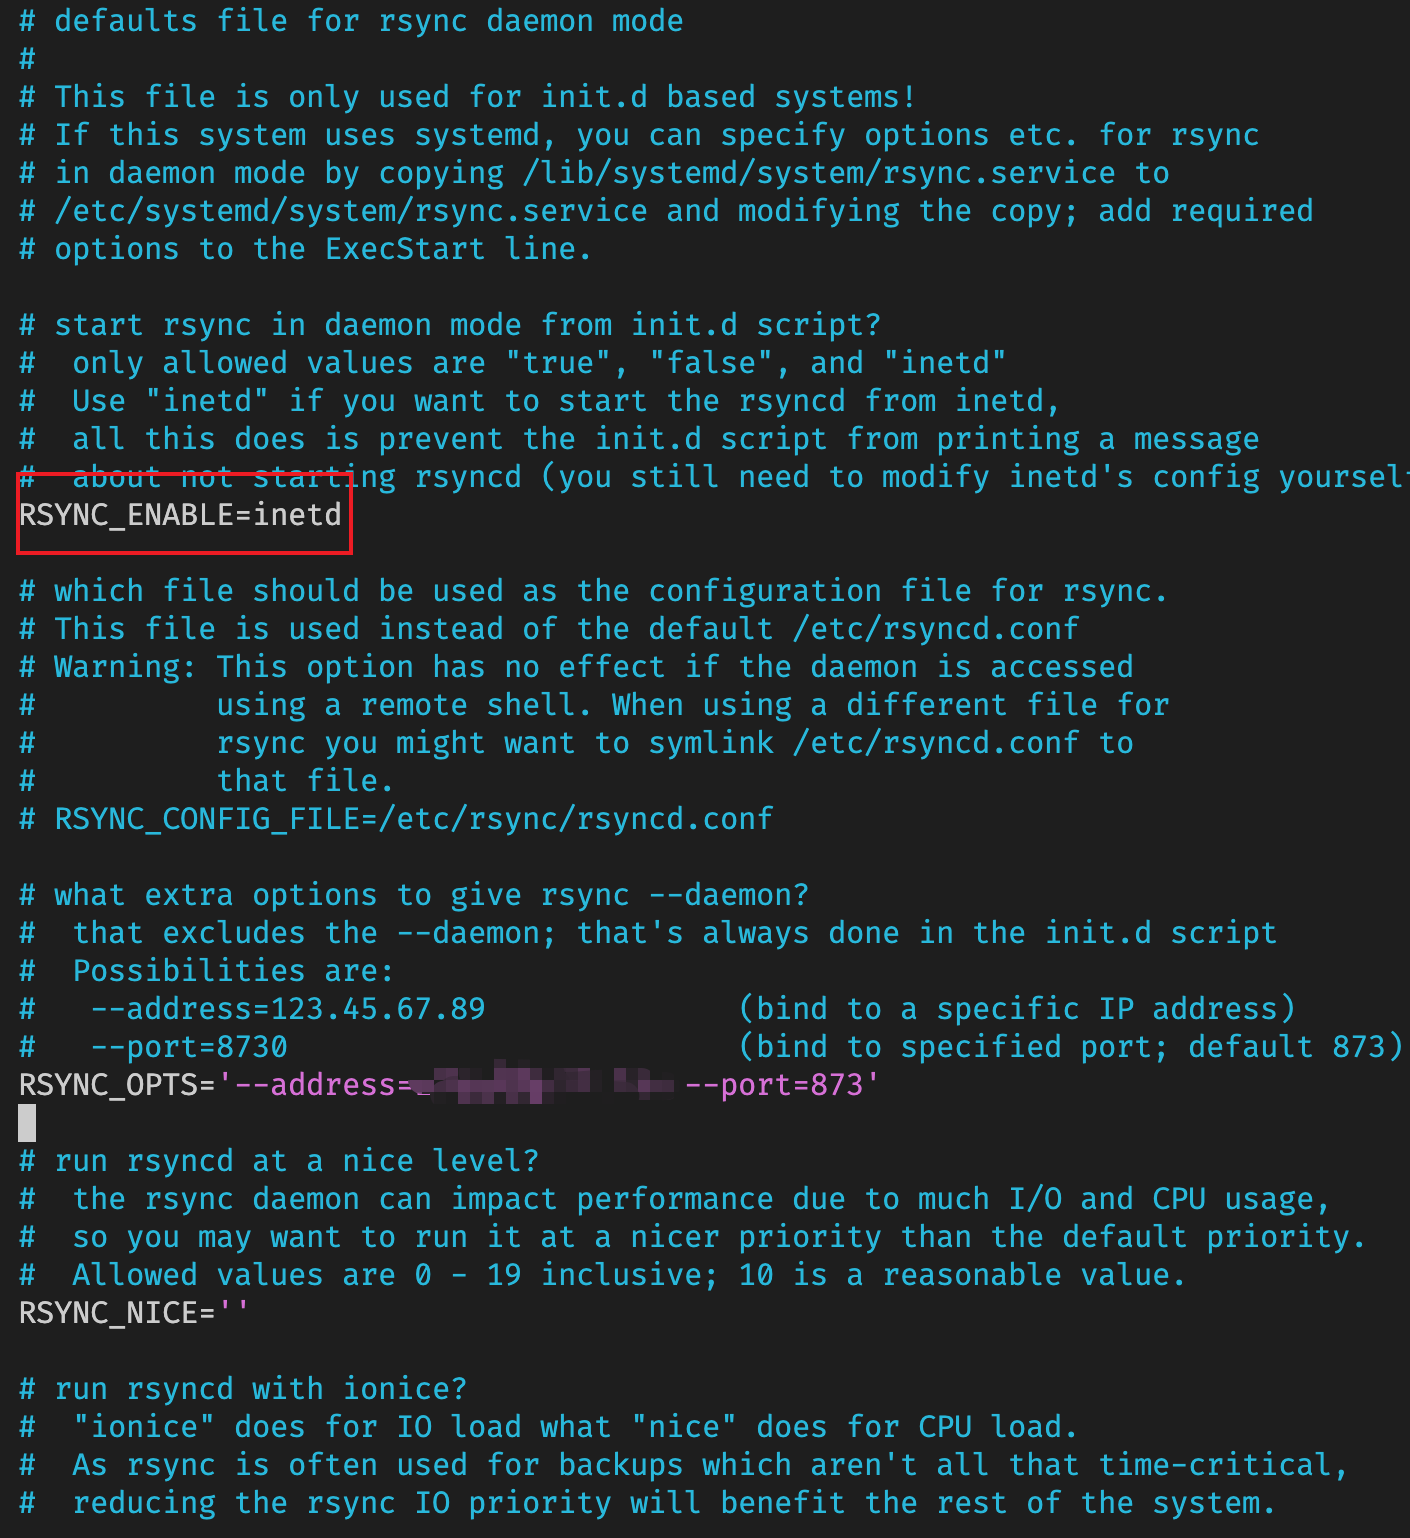 # defaults file for rsync daemon mode
#
# This file is only used for init.d based systems!
# If this system uses systemd, you can specify options etc. for rsync
# in daemon mode by copying /lib/systemd/system/rsync.service to
# /etc/systemd/system/rsync.service and modifying the copy; add required
# options to the ExecStart line.

# start rsync in daemon mode from init.d script?
#  only allowed values are "true", "false", and "inetd"
#  Use "inetd" if you want to start the rsyncd from inetd,
#  all this does is prevent the init.d script from printing a message
#  about not starting rsyncd (you still need to modify inetd's config yourself
RSYNC_ENABLE=inetd

# which file should be used as the configuration file for rsync.
# This file is used instead of the default /etc/rsyncd.conf
# Warning: This option has no effect if the daemon is accessed
#          using a remote shell. When using a different file for
#          rsync you might want to symlink /etc/rsyncd.conf to
#          that file.
# RSYNC_CONFIG_FILE=/etc/rsync/rsyncd.conf

# what extra options to give rsync --daemon?
#  that excludes the --daemon; that's always done in the init.d script
#  Possibilities are:
#   --address=123.45.67.89              (bind to a specific IP address)
#   --port=8730                         (bind to specified port; default 873)
RSYNC_OPTS='--address= --port=873'

# run rsyncd at a nice level?
#  the rsync daemon can impact performance due to much I/O and CPU usage,
#  so you may want to run it at a nicer priority than the default priority.
#  Allowed values are 0 - 19 inclusive; 10 is a reasonable value.
RSYNC_NICE=''

# run rsyncd with ionice?
#  "ionice" does for IO load what "nice" does for CPU load.
#  As rsync is often used for backups which aren't all that time-critical,
#  reducing the rsync IO priority will benefit the rest of the system.